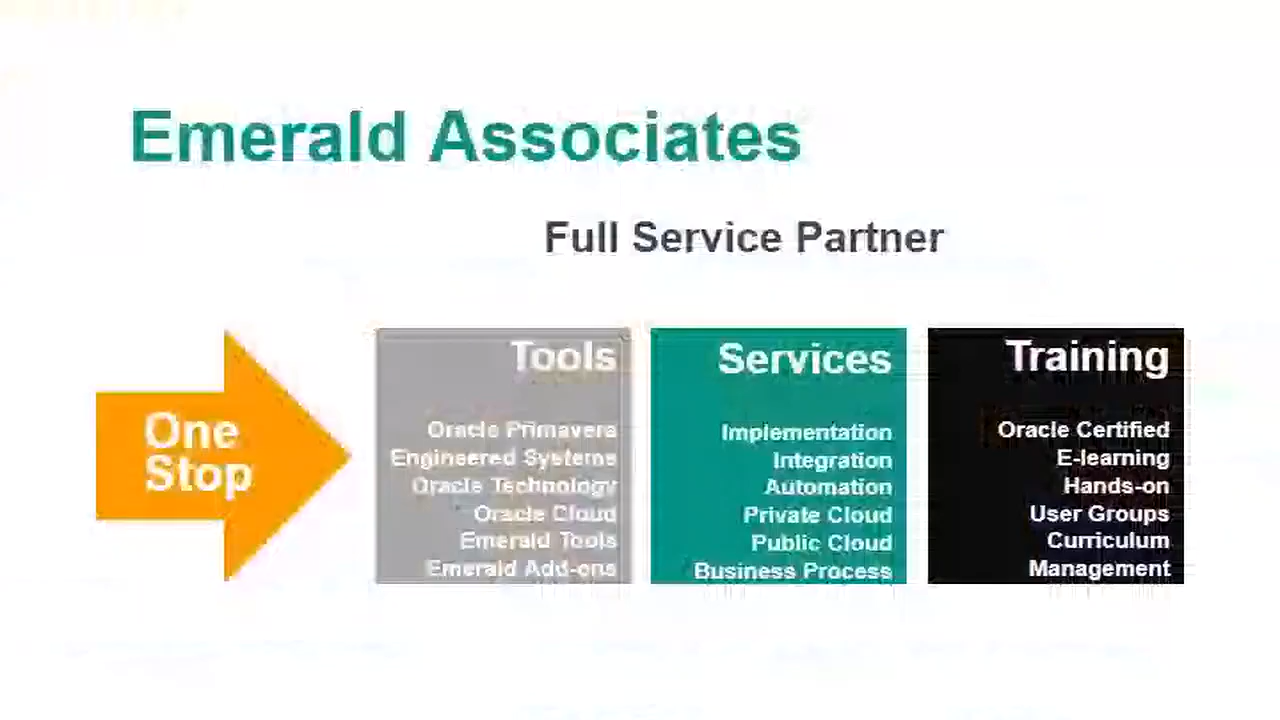 Emerald Associates
Full Service Partner
One
Stop
Tools
Oracle Primavera
Engineered Systems
Oracle Technology
Oracle Cloud
Emerald Tools
Emerald Add-ons
Services
Implementation
Integration
Automation
Private Cloud
Public Cloud
Business Process
Training
Oracle Certified
E-learning
Hands-on
User Groups
Curriculum
Management